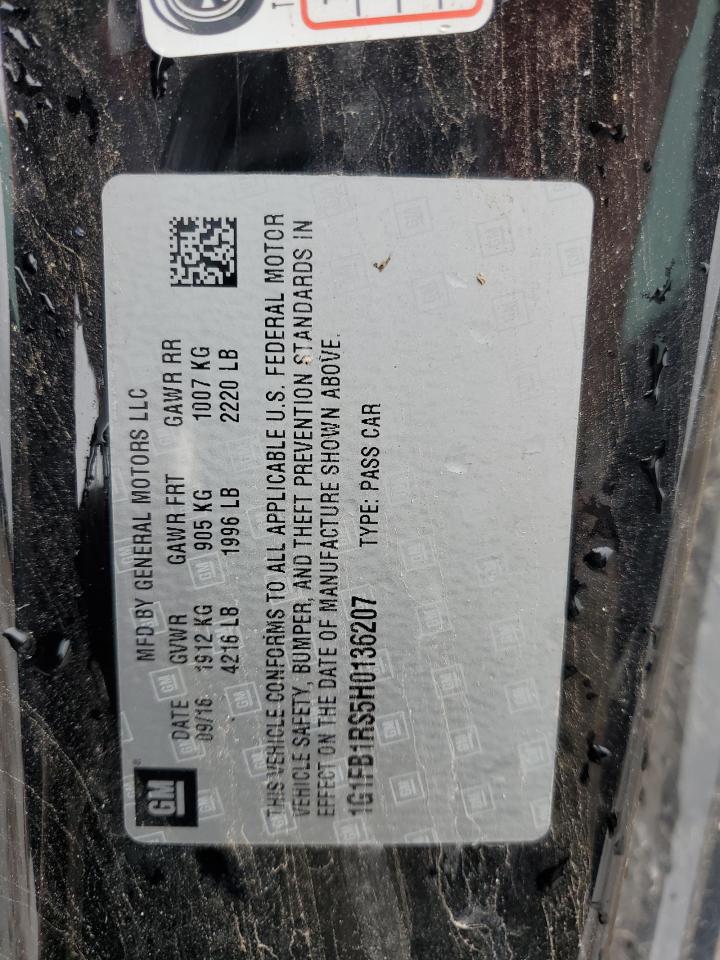 GM
MFD BY GENERAL MOTORS LLC
DATE GVWR GAWR FRT GAWR RR
09/16 1912 KG 905 KG 1007 KG
4216 LB 1996 LB 2220 LB
THIS VEHICLE CONFORMS TO ALL APPLICABLE U.S. FEDERAL MOTOR
VEHICLE SAFETY, BUMPER, AND THEFT PREVENTION STANDARDS IN
EFFECT ON THE DATE OF MANUFACTURE SHOWN ABOVE.
1G1FB1RS5H0136207 TYPE: PASS CAR